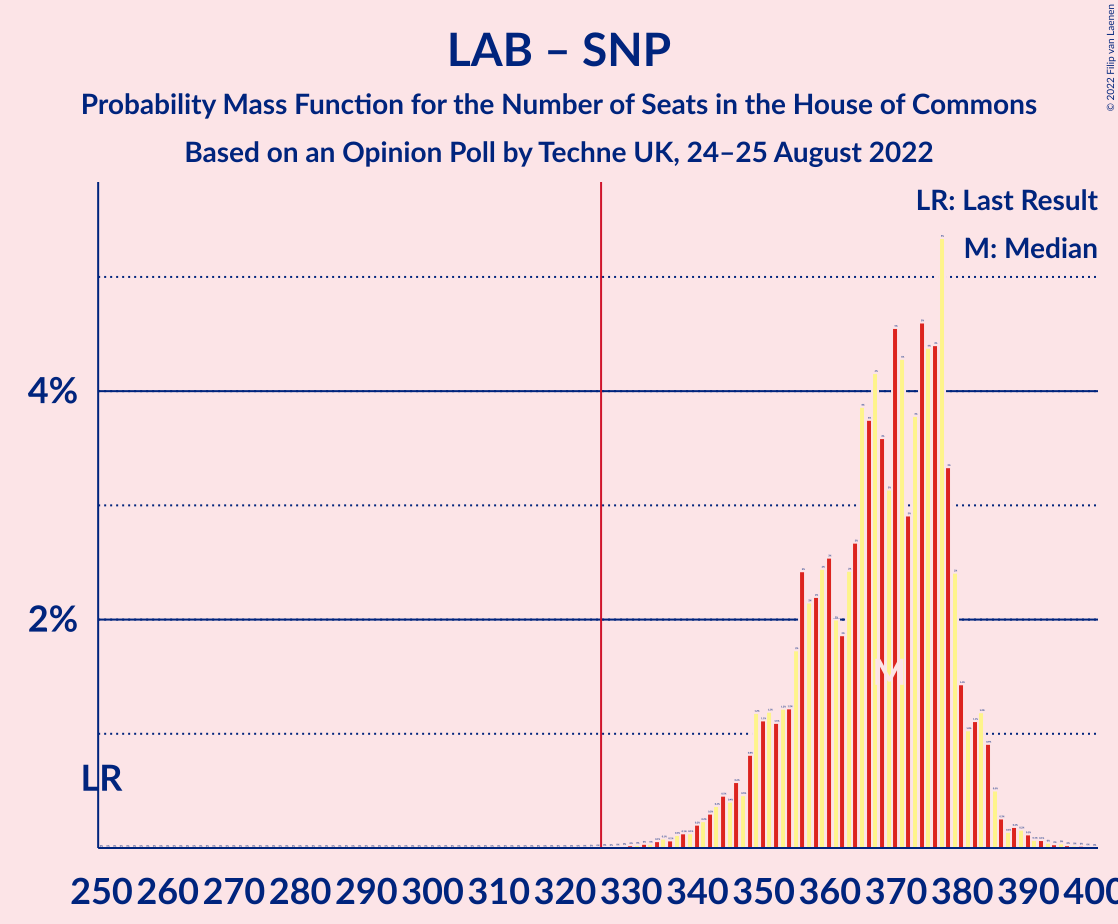 LAB – SNP
Probability Mass Function for the Number of Seats in the House of Commons
Based on an Opinion Poll by Techne UK, 24–25 August 2022
© 2022 Filip van Laenen
LR: Last Result
M: Median
4%
2%
LR
M
250 260 270 280 290 300 310 320 330 340 350 360 370 380 390 400